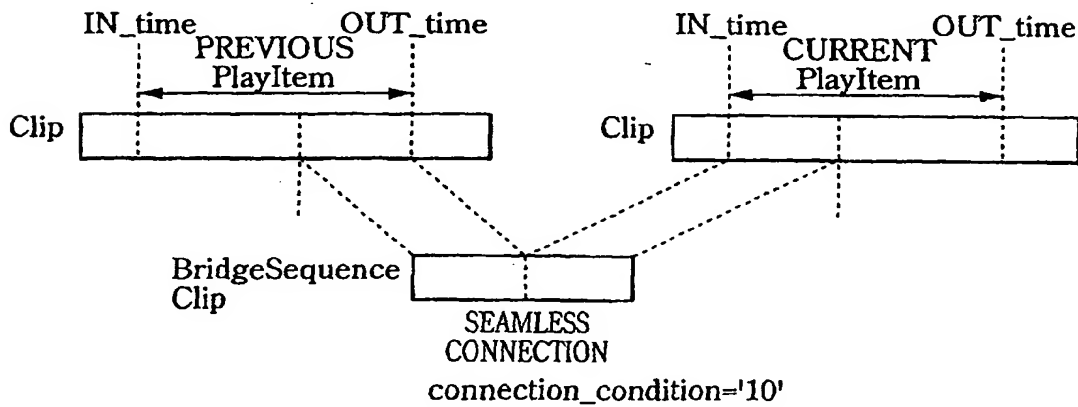 IN_time OUT_time IN_time OUT_time
PREVIOUS CURRENT
PlayItem PlayItem
Clip Clip
BridgeSequence
Clip
SEAMLESS
CONNECTION
connection_condition='10'